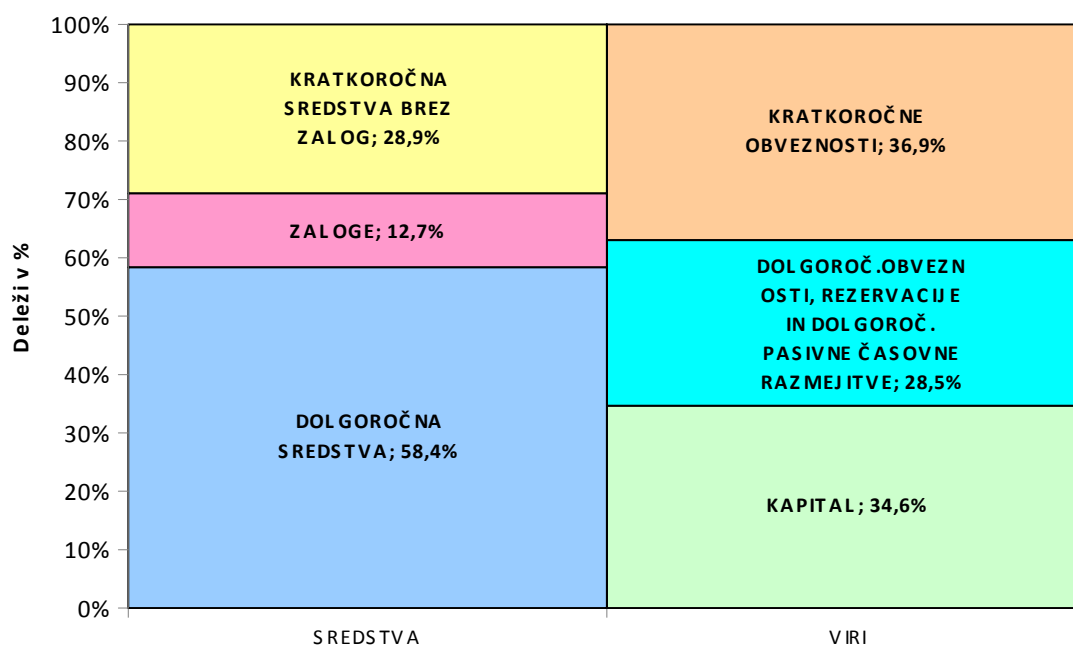 100%
90%
80%
70%
60%
50%
40%
30%
20%
10%
0%
Deleži v %
KRATKOROČNA
SREDSTVA BREZ
ZALOG; 28,9%
ZALOGE; 12,7%
DOLGOROČNA
SREDSTVA; 58,4%
KRATKOROČNE
OBVEZNOSTI; 36,9%
DOLGOROČ.OBVEZN
OSTI, REZERVACIJE
IN DOLGOROČ.
PASIVNE ČASOVNE
RAZMEJITVE; 28,5%
KAPITAL; 34,6%
SREDSTVA
VIRI